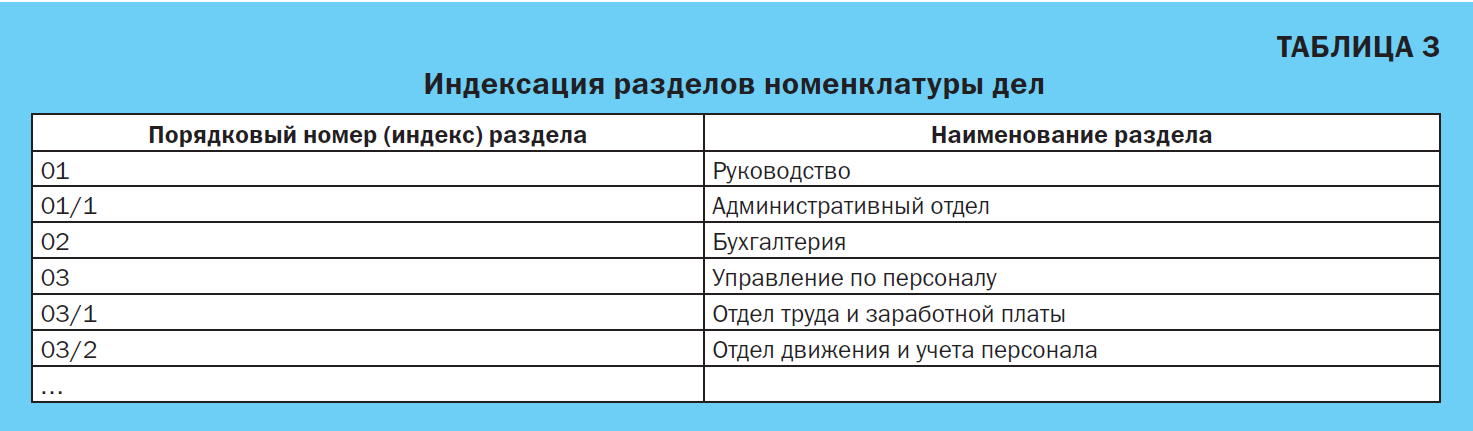 ТАБЛИЦА 3
Индексация разделов номенклатуры дел
Порядковый номер (индекс) раздела Наименование раздела
01 Руководство
01/1 Административный отдел
02 Бухгалтерия
03 Управление по персоналу
03/1 Отдел труда и заработной платы
03/2 Отдел движения и учета персонала
...